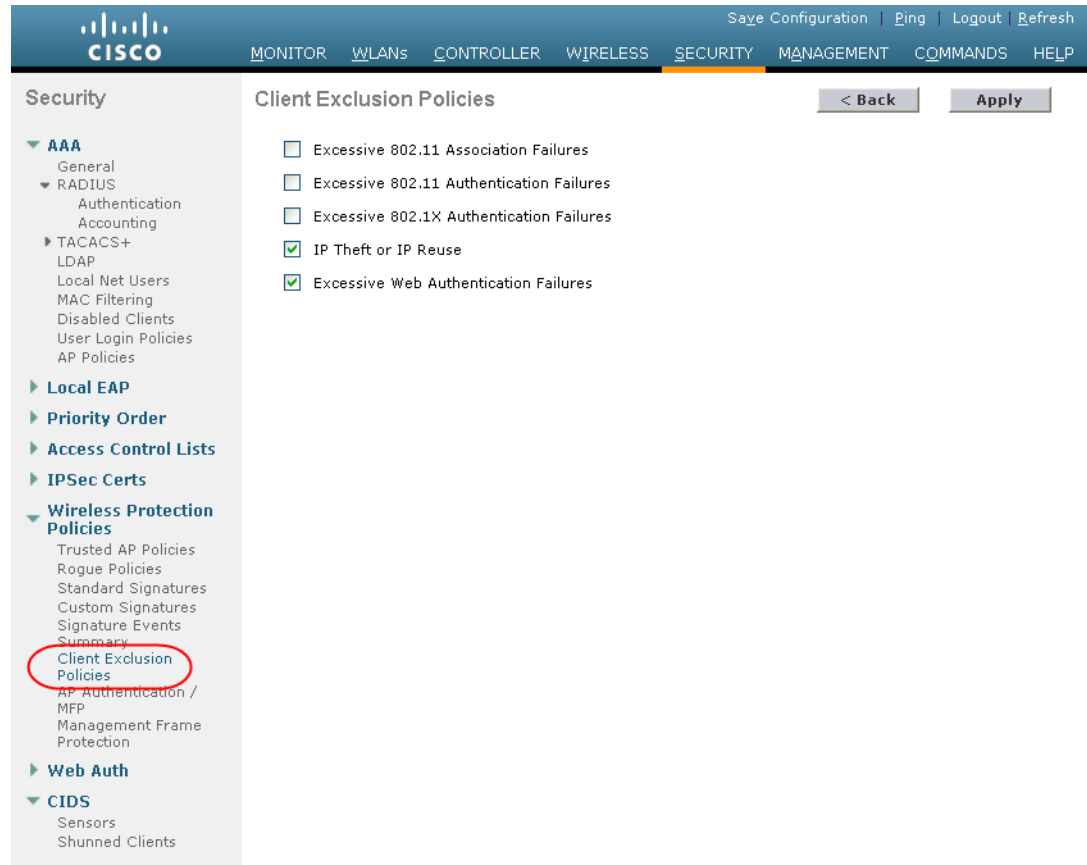 Save Configuration | Ping | Logout | Refresh
CISCO
MONITOR WLANs CONTROLLER WIRELESS SECURITY MANAGEMENT COMMANDS HELP
Security
AAA
General
RADIUS
Authentication
Accounting
TACACS+
LDAP
Local Net Users
MAC Filtering
Disabled Clients
User Login Policies
AP Policies
Local EAP
Priority Order
Access Control Lists
IPSec Certs
Wireless Protection
Policies
Trusted AP Policies
Rogue Policies
Standard Signatures
Custom Signatures
Signature Events
Summary
Client Exclusion
Policies
AP Authentication /
MFP
Management Frame
Protection
Web Auth
CIDS
Sensors
Shunned Clients
Client Exclusion Policies
< Back
Apply
Excessive 802.11 Association Failures
Excessive 802.11 Authentication Failures
Excessive 802.1X Authentication Failures
IP Theft or IP Reuse
Excessive Web Authentication Failures